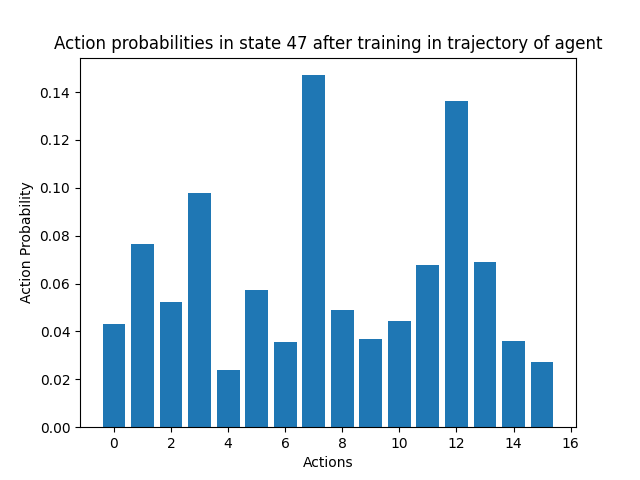 Action probabilities in state 47 after training in trajectory of agent
Action Probability
0.14
0.12
0.10
0.08
0.06
0.04
0.02
0.00
0 2 4 6 8 10 12 14 16
Actions